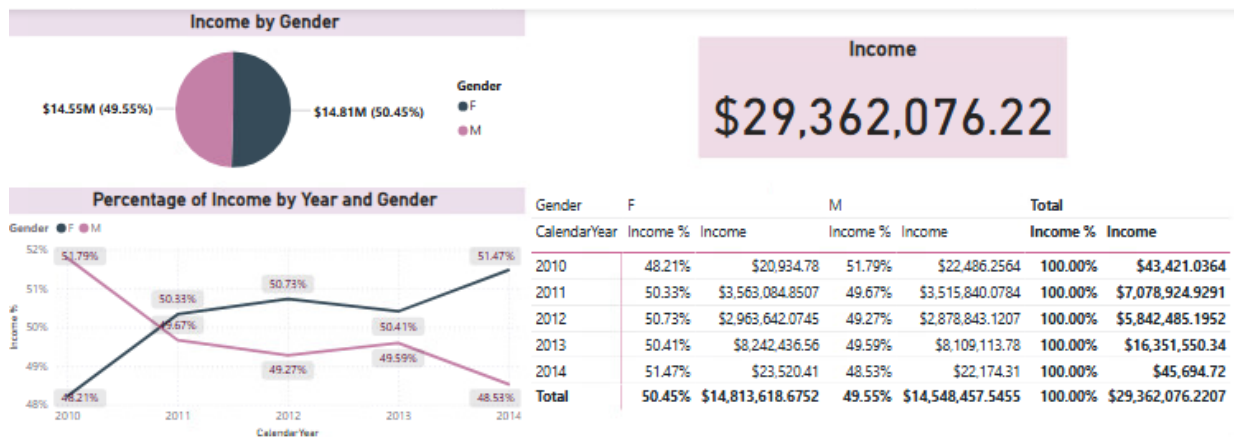 Income by Gender
$14.55M (49.55%)
$14.81M (50.45%)
Gender
F
M
Income
$29,362,076.22
Percentage of Income by Year and Gender
Gender F M
52%
51%
50%
49%
48%
Income %
51.79%
48.21%
50.33%
49.67%
50.73%
49.27%
50.41%
49.59%
51.47%
48.53%
2010 2011 2012 2013 2014
CalendarYear
Gender F M Total
CalendarYear Income % Income Income % Income Income % Income
2010 48.21% $20,934.78 51.79% $22,486.2564 100.00% $43,421.0364
2011 50.33% $3,563,084.8507 49.67% $3,515,840.0784 100.00% $7,078,924.9291
2012 50.73% $2,963,642.0745 49.27% $2,878,843.1207 100.00% $5,842,485.1952
2013 50.41% $8,242,436.56 49.59% $8,109,113.78 100.00% $16,351,550.34
2014 51.47% $23,520.41 48.53% $22,174.31 100.00% $45,694.72
Total 50.45% $14,813,618.6752 49.55% $14,548,457.5455 100.00% $29,362,076.2207